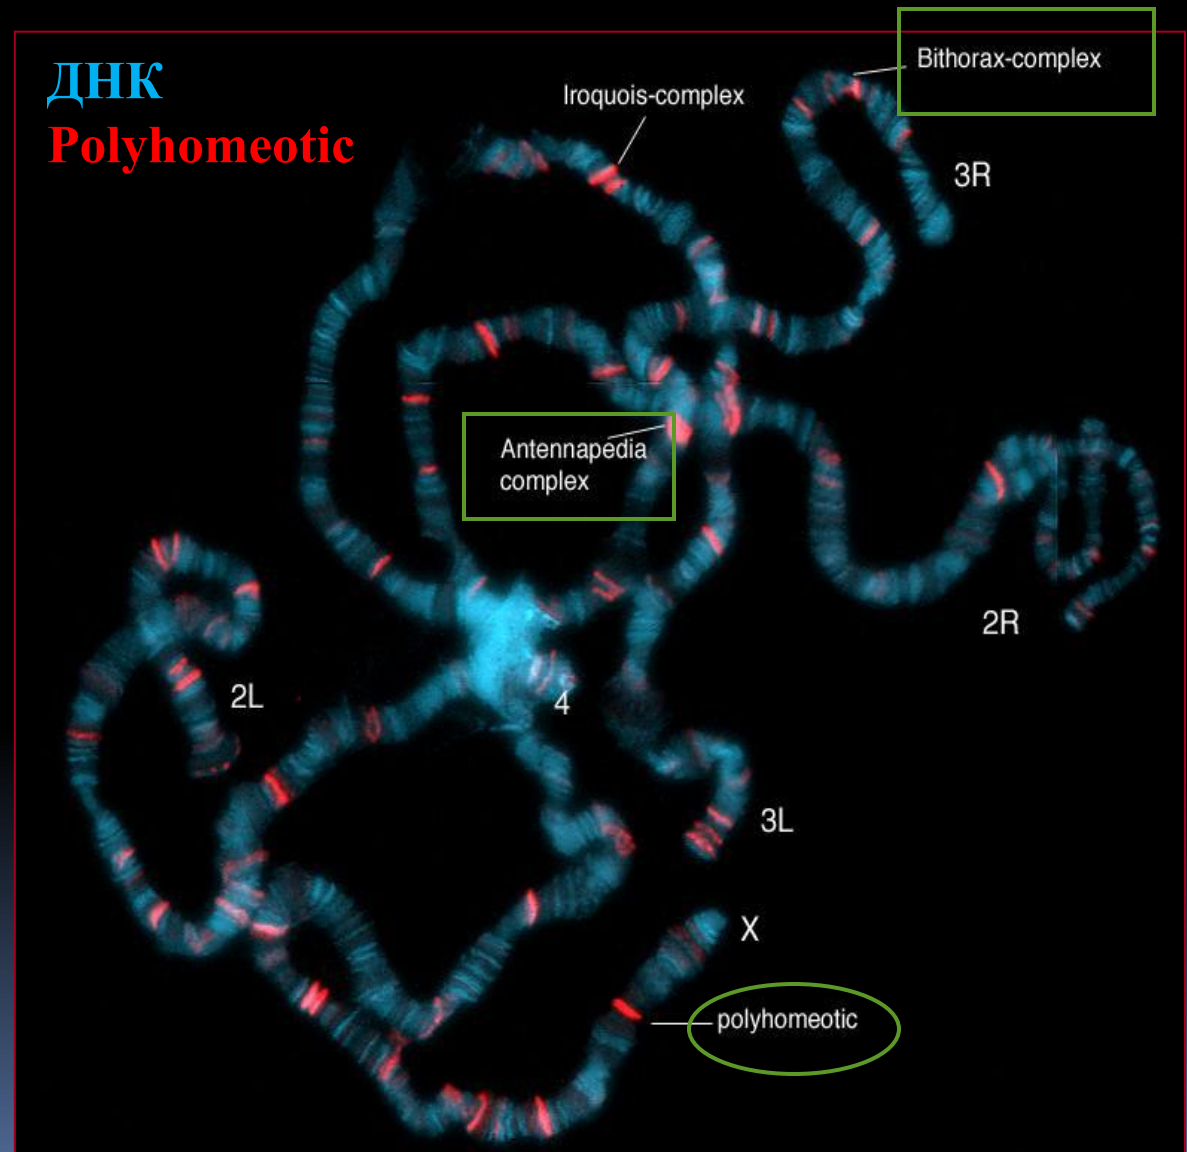 ДНК
Polyhomeotic
Iroquois-complex
Bithorax-complex
3R
Antennapedia
complex
2R
2L
4
3L
X
polyhomeotic